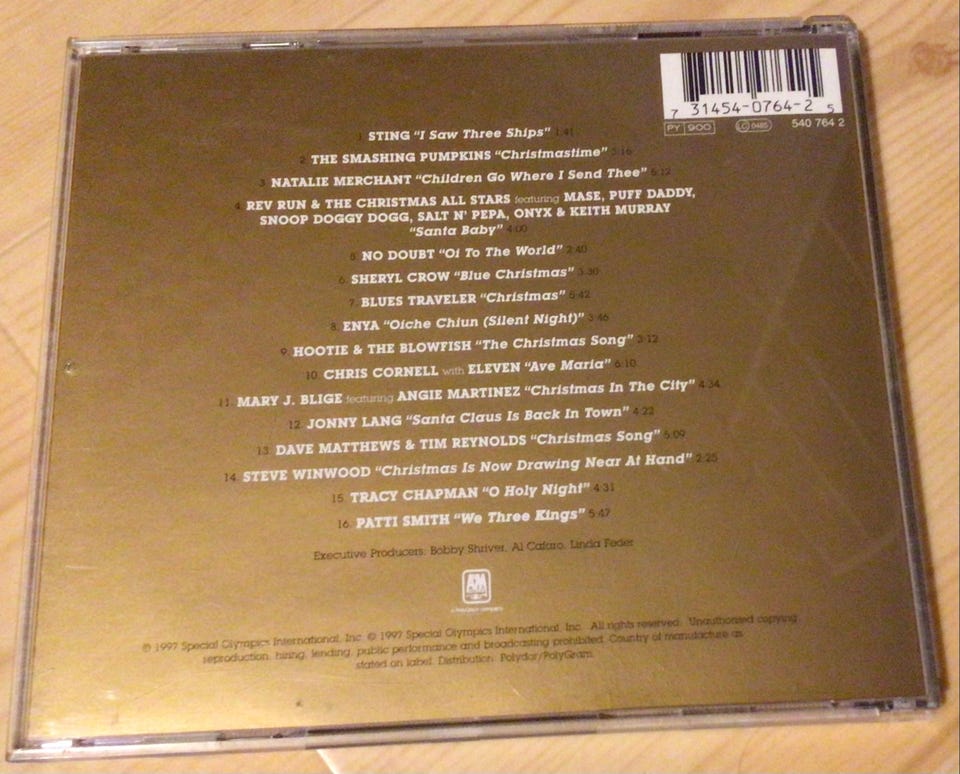 7 31454-0764-2 5
PY 900 LC 0485 540 764 2
1. STING “I Saw Three Ships” 1:41
2. THE SMASHING PUMPKINS “Christmastime” 3:16
3. NATALIE MERCHANT “Children Go Where I Send Thee” 5:12
4. REV RUN & THE CHRISTMAS ALL STARS featuring MASE, PUFF DADDY,
SNOOP DOGGY DOGG, SALT N' PEPA, ONYX & KEITH MURRAY
“Santa Baby” 4:00
5. NO DOUBT “Oi To The World” 2:40
6. SHERYL CROW “Blue Christmas” 3:30
7. BLUES TRAVELER “Christmas” 5:42
8. ENYA “Oiche Chiun (Silent Night)” 3:46
9. HOOTIE & THE BLOWFISH “The Christmas Song” 3:12
10. CHRIS CORNELL with ELEVEN “Ave Maria” 6:10
11. MARY J. BLIGE featuring ANGIE MARTINEZ “Christmas In The City” 4:34
12. JONNY LANG “Santa Claus Is Back In Town” 4:22
13. DAVE MATTHEWS & TIM REYNOLDS “Christmas Song” 5:09
14. STEVE WINWOOD “Christmas Is Now Drawing Near At Hand” 2:25
15. TRACY CHAPMAN “O Holy Night” 4:31
16. PATTI SMITH “We Three Kings” 5:47
Executive Producers: Bobby Shriver, Al Cafaro, Linda Feder
A&M
℗ 1997 Special Olympics International, Inc. © 1997 Special Olympics International, Inc. All rights reserved. Unauthorised copying,
reproduction, hiring, lending, public performance and broadcasting prohibited. Country of manufacture as
stated on label. Distribution: Polydor/PolyGram.